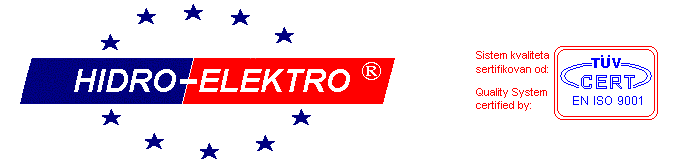 HIDRO-ELEKTRO ®
Sistem kvaliteta
sertifikovan od:
Quality System
certified by:
TÜV
CERT
EN ISO 9001